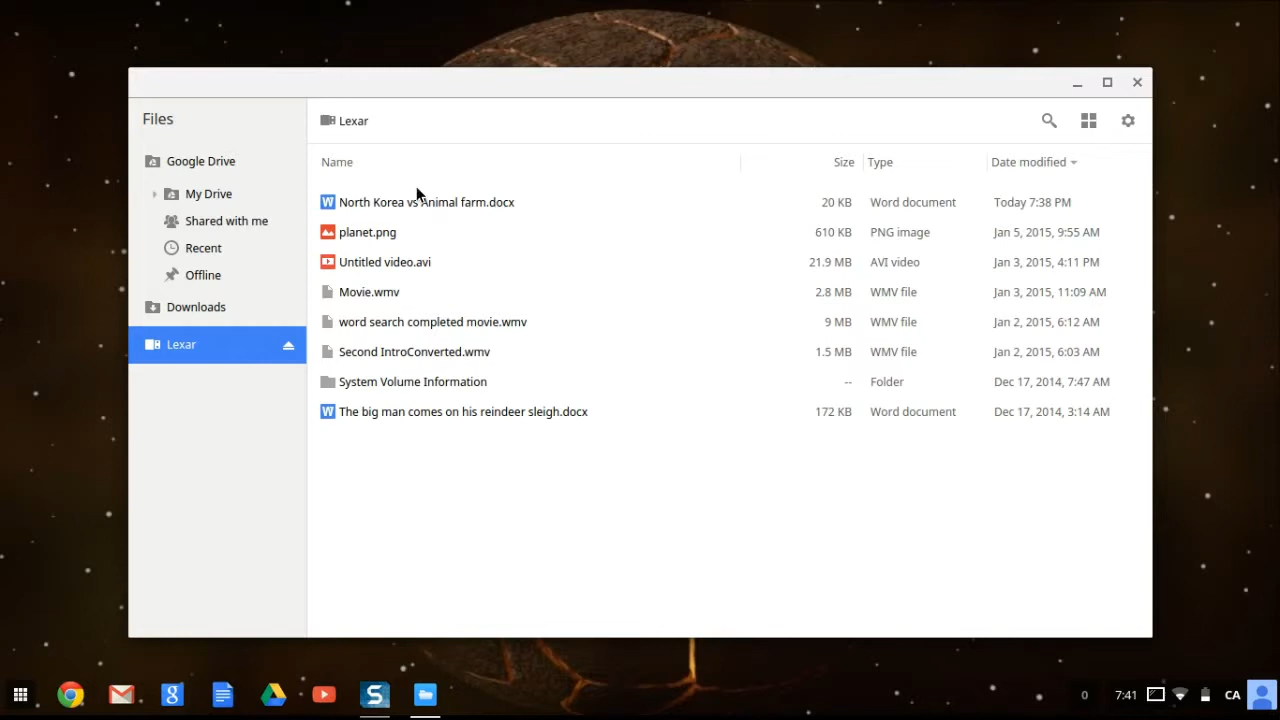 Files
Google Drive
My Drive
Shared with me
Recent
Offline
Downloads
Lexar
Lexar
Name Size Type Date modified
North Korea vs Animal farm.docx 20 KB Word document Today 7:38 PM
planet.png 610 KB PNG image Jan 5, 2015, 9:55 AM
Untitled video.avi 21.9 MB AVI video Jan 3, 2015, 4:11 PM
Movie.wmv 2.8 MB WMV file Jan 3, 2015, 11:09 AM
word search completed movie.wmv 9 MB WMV file Jan 2, 2015, 6:12 AM
Second IntroConverted.wmv 1.5 MB WMV file Jan 2, 2015, 6:03 AM
System Volume Information -- Folder Dec 17, 2014, 7:47 AM
The big man comes on his reindeer sleigh.docx 172 KB Word document Dec 17, 2014, 3:14 AM
0 7:41 CA